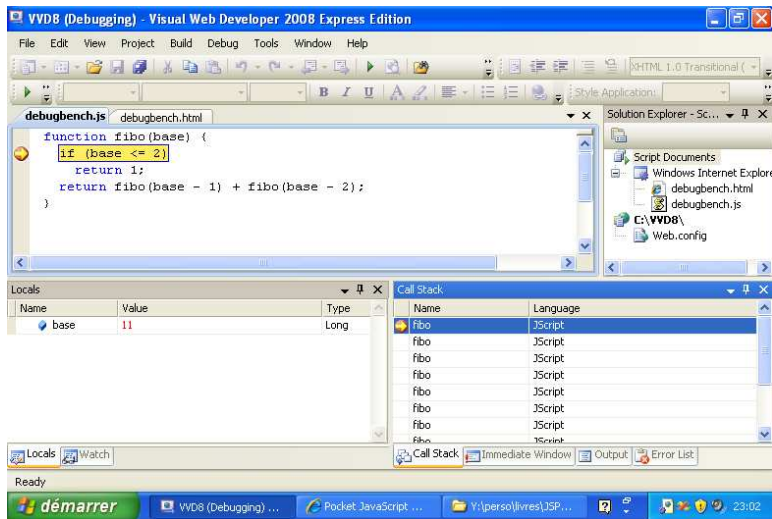 VVD8 (Debugging) - Visual Web Developer 2008 Express Edition
File Edit View Project Build Debug Tools Window Help
XHTML 1.0 Transitional (
B I U A Style Application:
debugbench.js debugbench.html
Solution Explorer - Sc...
function fibo(base) {
if (base <= 2)
return 1;
return fibo(base - 1) + fibo(base - 2);
}
Script Documents
Windows Internet Explore
debugbench.html
debugbench.js
C:\VVD8\
Web.config
Locals
Name Value Type
base 11 Long
Call Stack
Name Language
fibo JScript
fibo JScript
fibo JScript
fibo JScript
fibo JScript
fibo JScript
fibo JScript
fibo JScript
Locals Watch
Call Stack Immediate Window Output Error List
Ready
démarrer VVD8 (Debugging) ... Pocket JavaScript ... Y:\perso\livres\JSP... 23:02